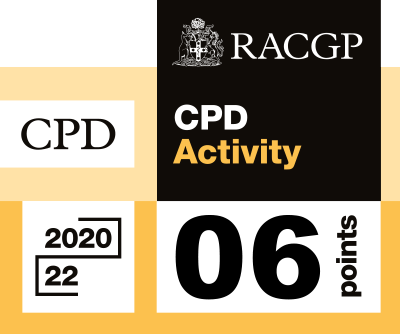 RACGP
CPD
CPD
Activity
2020
22
06
points